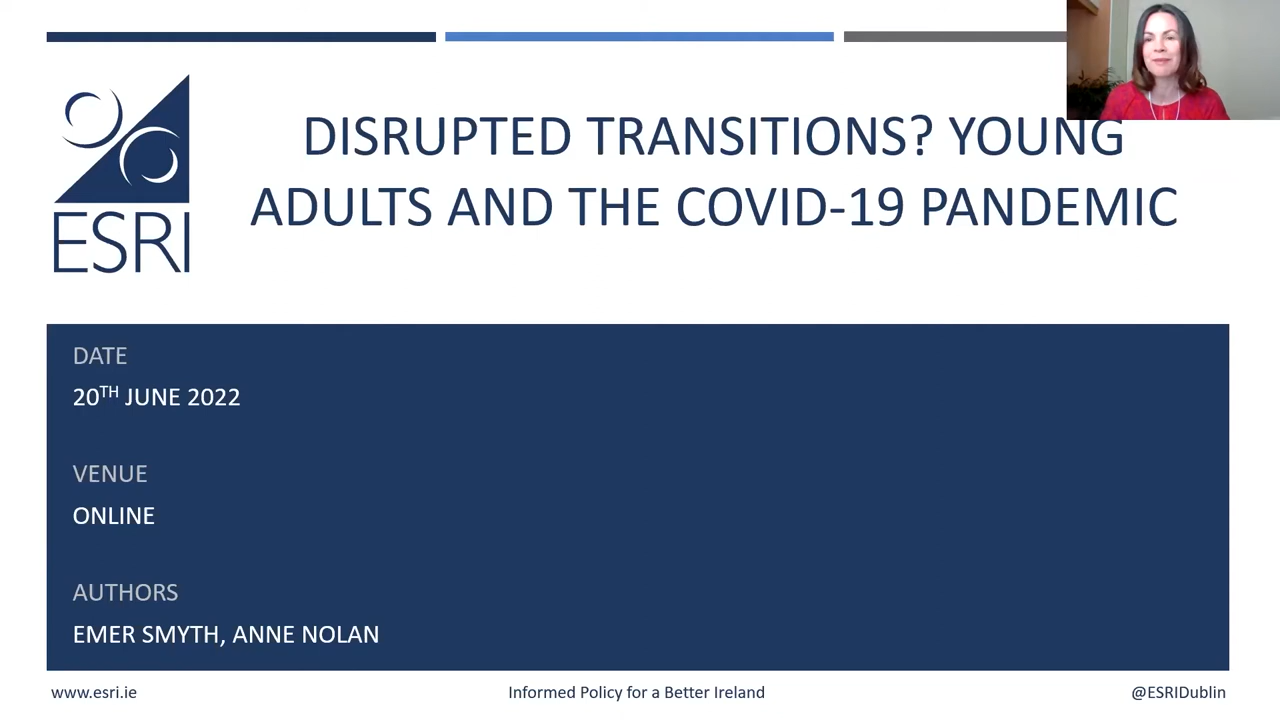 ESRI
DISRUPTED TRANSITIONS? YOUNG
ADULTS AND THE COVID-19 PANDEMIC
DATE
20TH JUNE 2022
VENUE
ONLINE
AUTHORS
EMER SMYTH, ANNE NOLAN
www.esri.ie
Informed Policy for a Better Ireland
@ESRIDublin